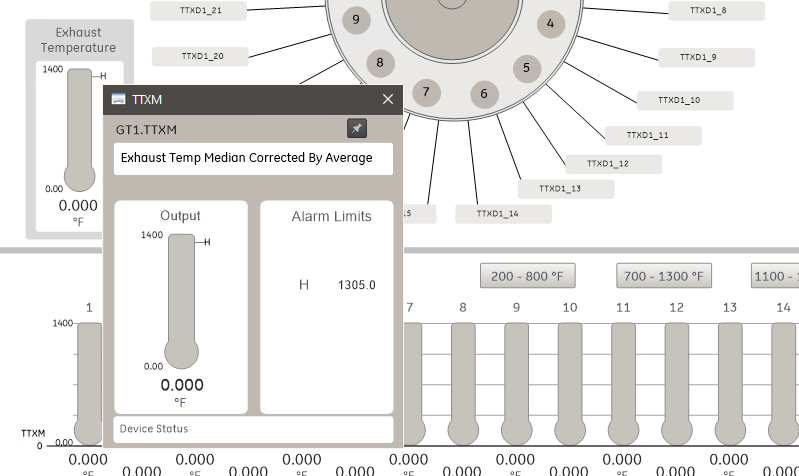 TTXD1_21
9
4
TTXD1_8
Exhaust
Temperature
TTXD1_20
8
5
TTXD1_9
1400
H
7
6
TTXD1_10
TTXM
GT1.TTXM
TTXD1_11
Exhaust Temp Median Corrected By Average
TTXD1_12
0.00
TTXD1_13
0.000
°F
15
TTXD1_14
Output
Alarm Limits
1400
H
H 1305.0
0.00
0.000
°F
Device Status
200 - 800 °F
700 - 1300 °F
1100 - 1
1
7
8
9
10
11
12
13
14
1400
TTXM
0
0.00
0.000 0.000 0.000 0.000 0.000 0.000 0.000
°F °F °F °F °F °F °F
0.000 0.000 0.000 0.000 0.000 0.000 0.000